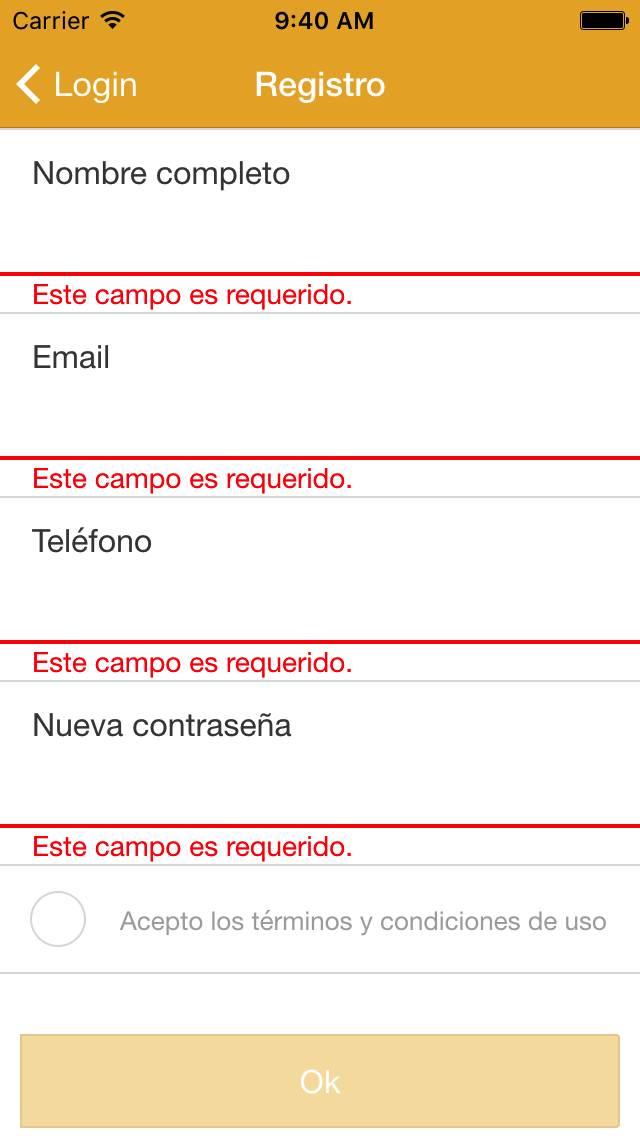 Carrier 9:40 AM
Login Registro
Nombre completo
Este campo es requerido.
Email
Este campo es requerido.
Teléfono
Este campo es requerido.
Nueva contraseña
Este campo es requerido.
Acepto los términos y condiciones de uso
Ok